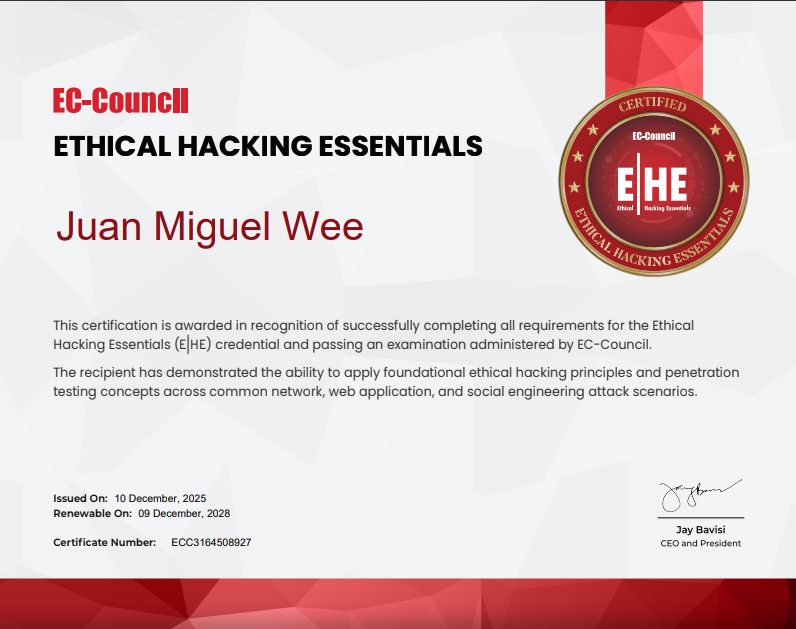 EC-Council
ETHICAL HACKING ESSENTIALS
CERTIFIED
EC-Council
E|HE
Ethical Hacking Essentials
ETHICAL HACKING ESSENTIALS
Juan Miguel Wee
This certification is awarded in recognition of successfully completing all requirements for the Ethical
Hacking Essentials (E|HE) credential and passing an examination administered by EC-Council.
The recipient has demonstrated the ability to apply foundational ethical hacking principles and penetration
testing concepts across common network, web application, and social engineering attack scenarios.
Issued On: 10 December, 2025
Renewable On: 09 December, 2028
Certificate Number: ECC3164508927
Jay Bavisi
CEO and President